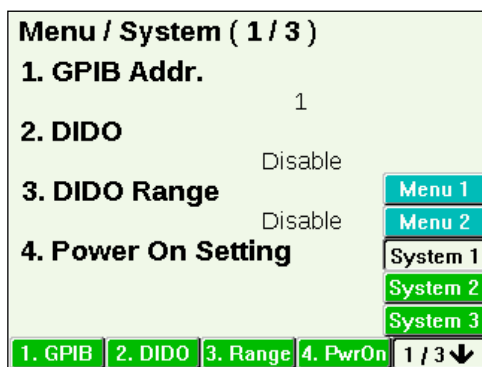 Menu / System ( 1 / 3 )
1. GPIB Addr.
1
2. DIDO
Disable
3. DIDO Range
Disable
4. Power On Setting
Menu 1
Menu 2
System 1
System 2
System 3
1. GPIB 2. DIDO 3. Range 4. PwrOn 1 / 3 ↓